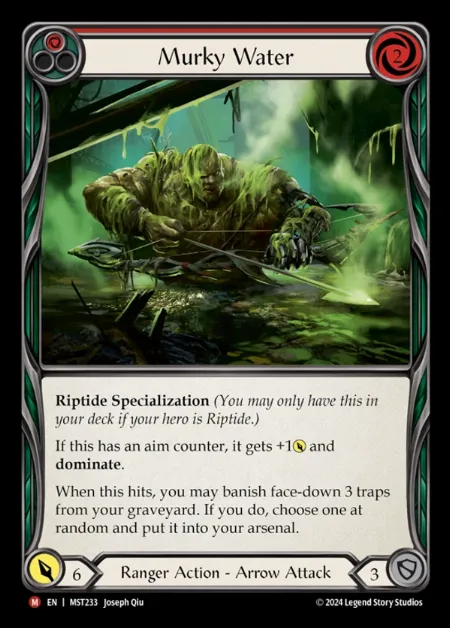 Murky Water
2
Riptide Specialization (You may only have this in
your deck if your hero is Riptide.)
If this has an aim counter, it gets +1 and
dominate.
When this hits, you may banish face-down 3 traps
from your graveyard. If you do, choose one at
random and put it into your arsenal.
6
Ranger Action - Arrow Attack
3
M EN | MST233 Joseph Qiu
© 2024 Legend Story Studios